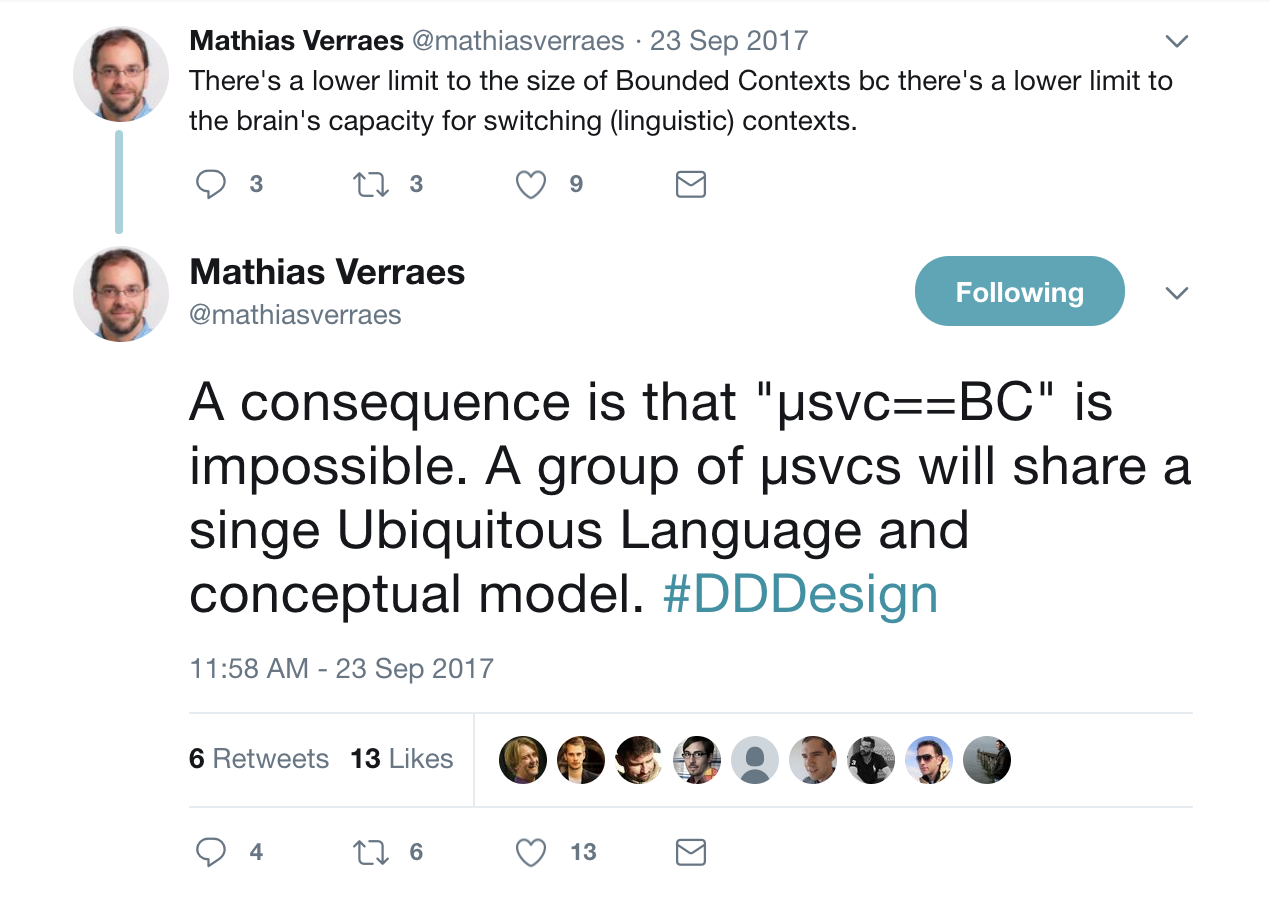 Mathias Verraes @mathiasverraes · 23 Sep 2017
There's a lower limit to the size of Bounded Contexts bc there's a lower limit to
the brain's capacity for switching (linguistic) contexts.
3 3 9
Mathias Verraes
@mathiasverraes
Following
A consequence is that "µsvc==BC" is
impossible. A group of µsvcs will share a
singe Ubiquitous Language and
conceptual model. #DDDesign
11:58 AM - 23 Sep 2017
6 Retweets 13 Likes
4 6 13